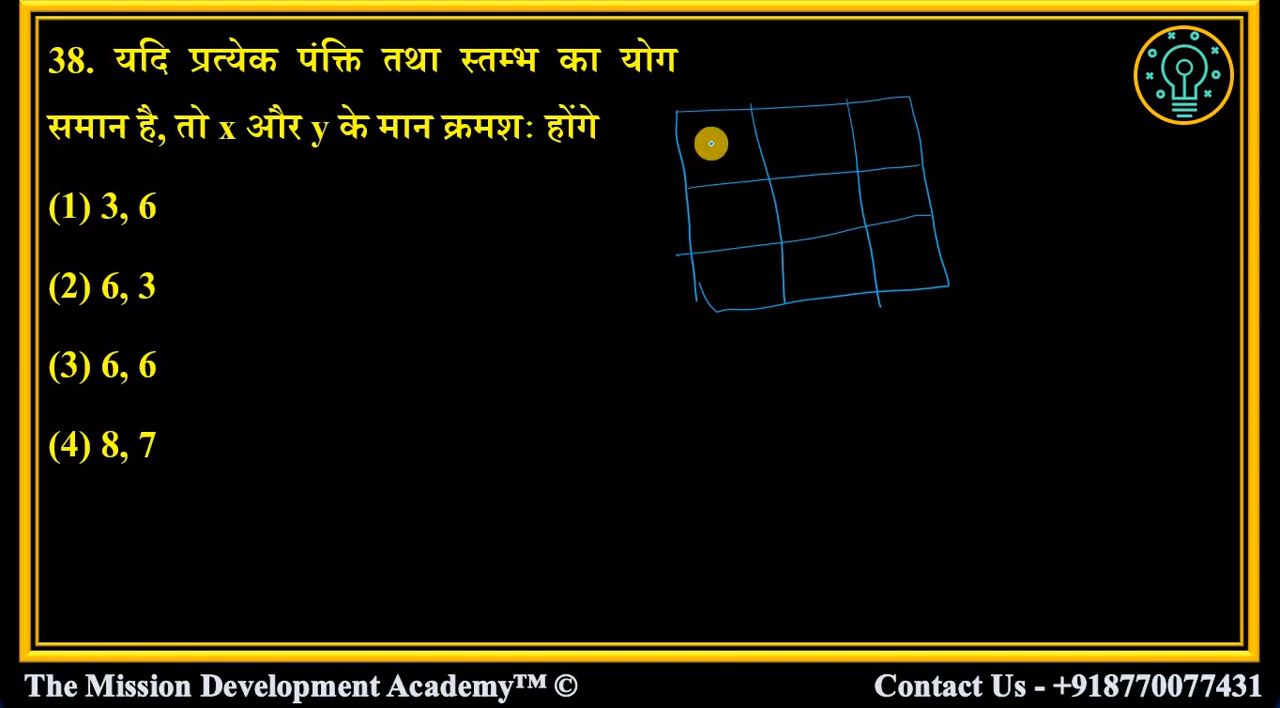 38. यदि प्रत्येक पंक्ति तथा स्तम्भ का योग
समान है, तो x और y के मान क्रमशः होंगे
(1) 3, 6
(2) 6, 3
(3) 6, 6
(4) 8, 7
The Mission Development Academy™ ©
Contact Us - +918770077431